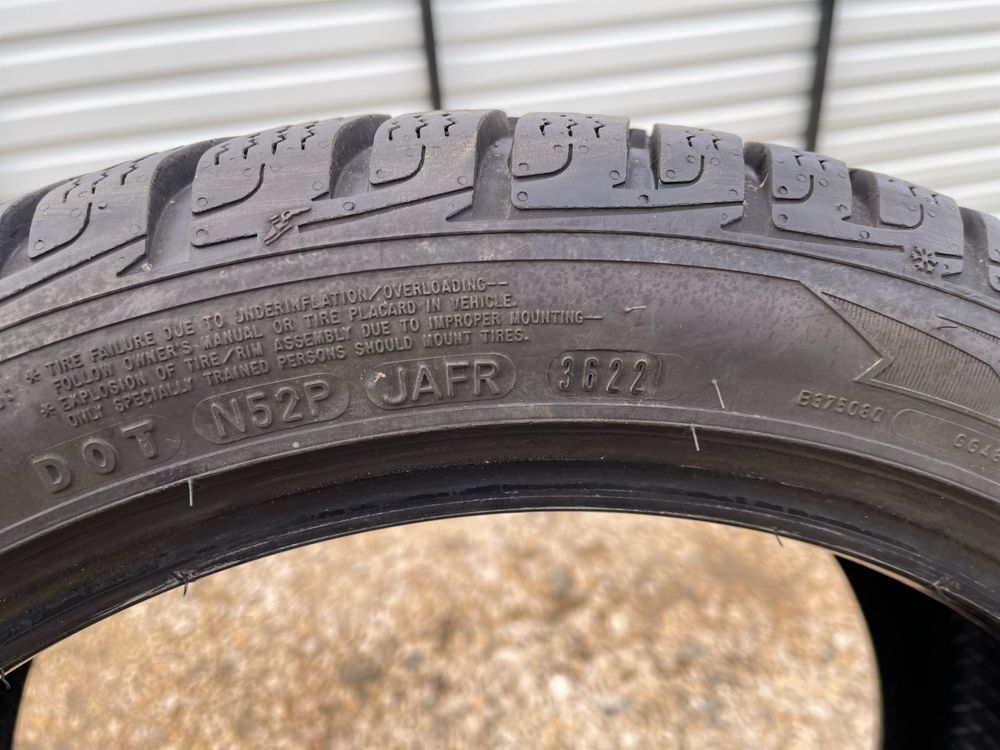 * TIRE FAILURE DUE TO UNDERINFLATION/OVERLOADING--
FOLLOW OWNER'S MANUAL OR TIRE PLACARD IN VEHICLE.
* EXPLOSION OF TIRE/RIM ASSEMBLY DUE TO IMPROPER MOUNTING--
ONLY SPECIALLY TRAINED PERSONS SHOULD MOUNT TIRES.
DOT N52P JAFR 3622
E375080